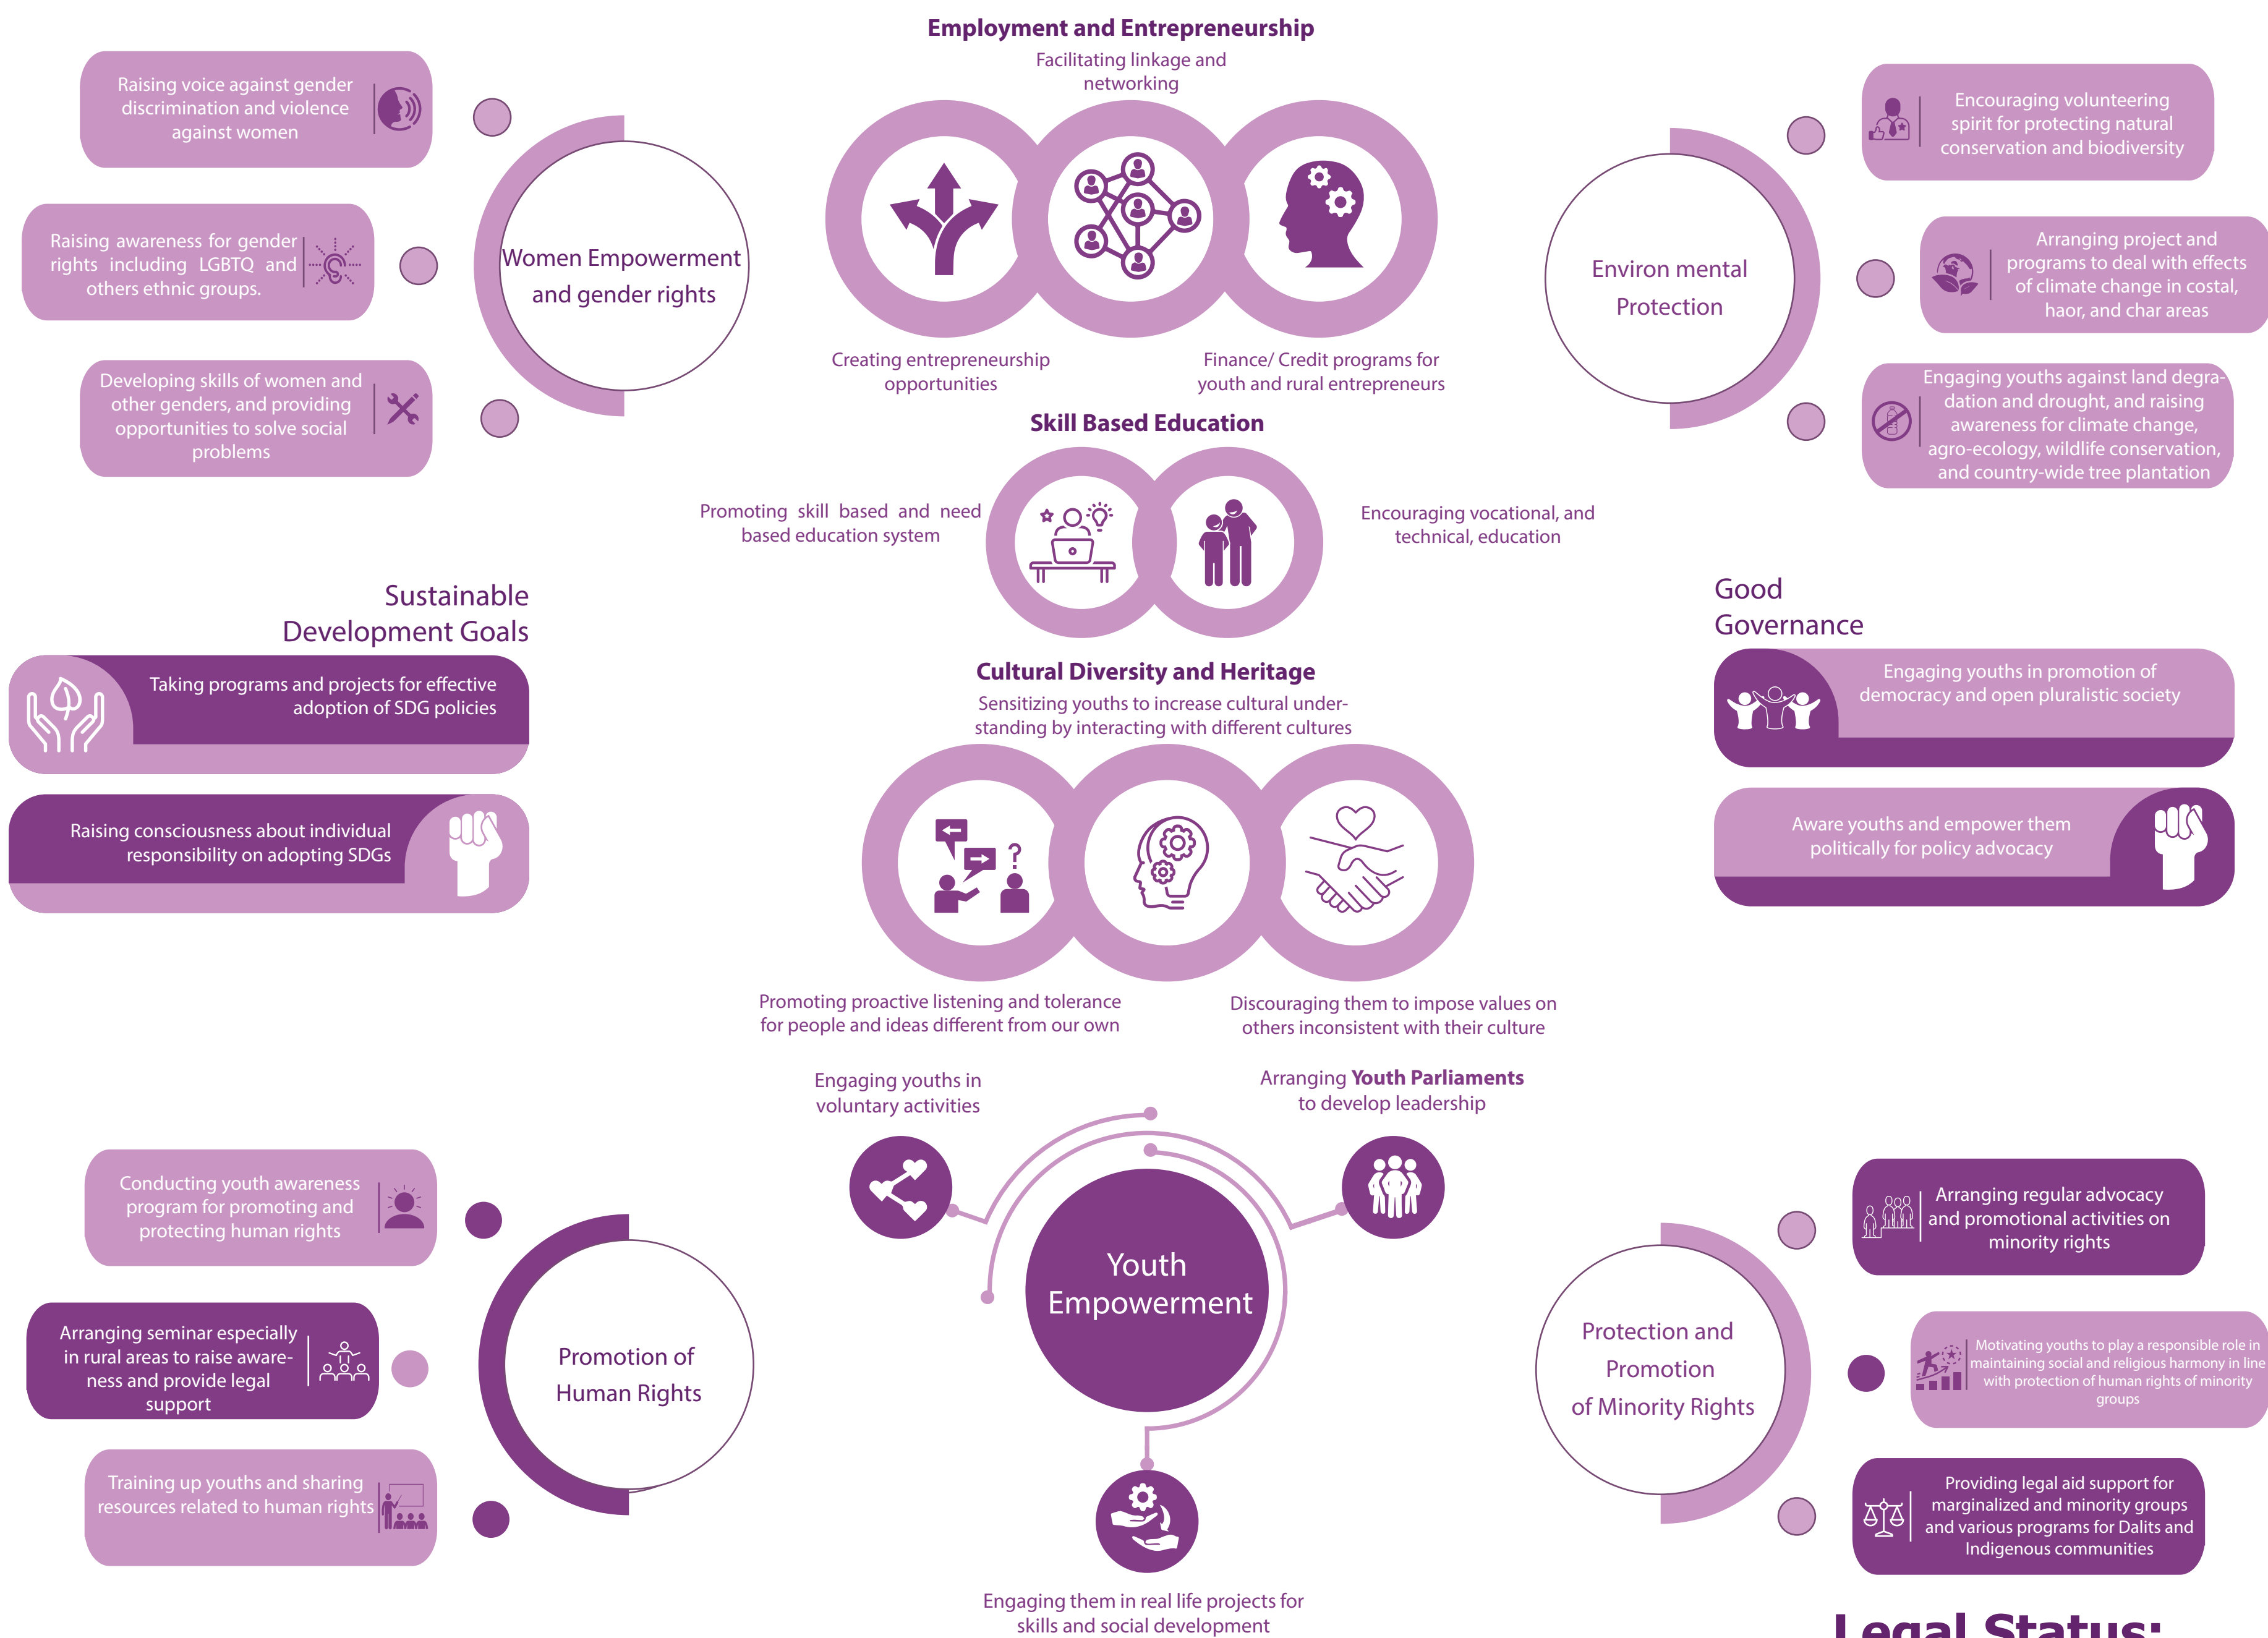 Employment and Entrepreneurship
Facilitating linkage and
networking
Creating entrepreneurship
opportunities
Finance/ Credit programs for
youth and rural entrepreneurs
Raising voice against gender
discrimination and violence
against women
Raising awareness for gender
rights including LGBTQ and
others ethnic groups.
Developing skills of women and
other genders, and providing
opportunities to solve social
problems
Women Empowerment
and gender rights
Environ mental
Protection
Encouraging volunteering
spirit for protecting natural
conservation and biodiversity
Arranging project and
programs to deal with effects
of climate change in costal,
haor, and char areas
Engaging youths against land degra-
dation and drought, and raising
awareness for climate change,
agro-ecology, wildlife conservation,
and country-wide tree plantation
Skill Based Education
Promoting skill based and need
based education system
Encouraging vocational, and
technical, education
Sustainable
Development Goals
Taking programs and projects for effective
adoption of SDG policies
Raising consciousness about individual
responsibility on adopting SDGs
Good
Governance
Engaging youths in promotion of
democracy and open pluralistic society
Aware youths and empower them
politically for policy advocacy
Cultural Diversity and Heritage
Sensitizing youths to increase cultural under-
standing by interacting with different cultures
?
Promoting proactive listening and tolerance
for people and ideas different from our own
Discouraging them to impose values on
others inconsistent with their culture
Engaging youths in
voluntary activities
Arranging Youth Parliaments
to develop leadership
Youth
Empowerment
Engaging them in real life projects for
skills and social development
Conducting youth awareness
program for promoting and
protecting human rights
Arranging seminar especially
in rural areas to raise aware-
ness and provide legal
support
Training up youths and sharing
resources related to human rights
Promotion of
Human Rights
Protection and
Promotion
of Minority Rights
Arranging regular advocacy
and promotional activities on
minority rights
Motivating youths to play a responsible role in
maintaining social and religious harmony in line
with protection of human rights of minority
groups
Providing legal aid support for
marginalized and minority groups
and various programs for Dalits and
Indigenous communities
Legal Status: